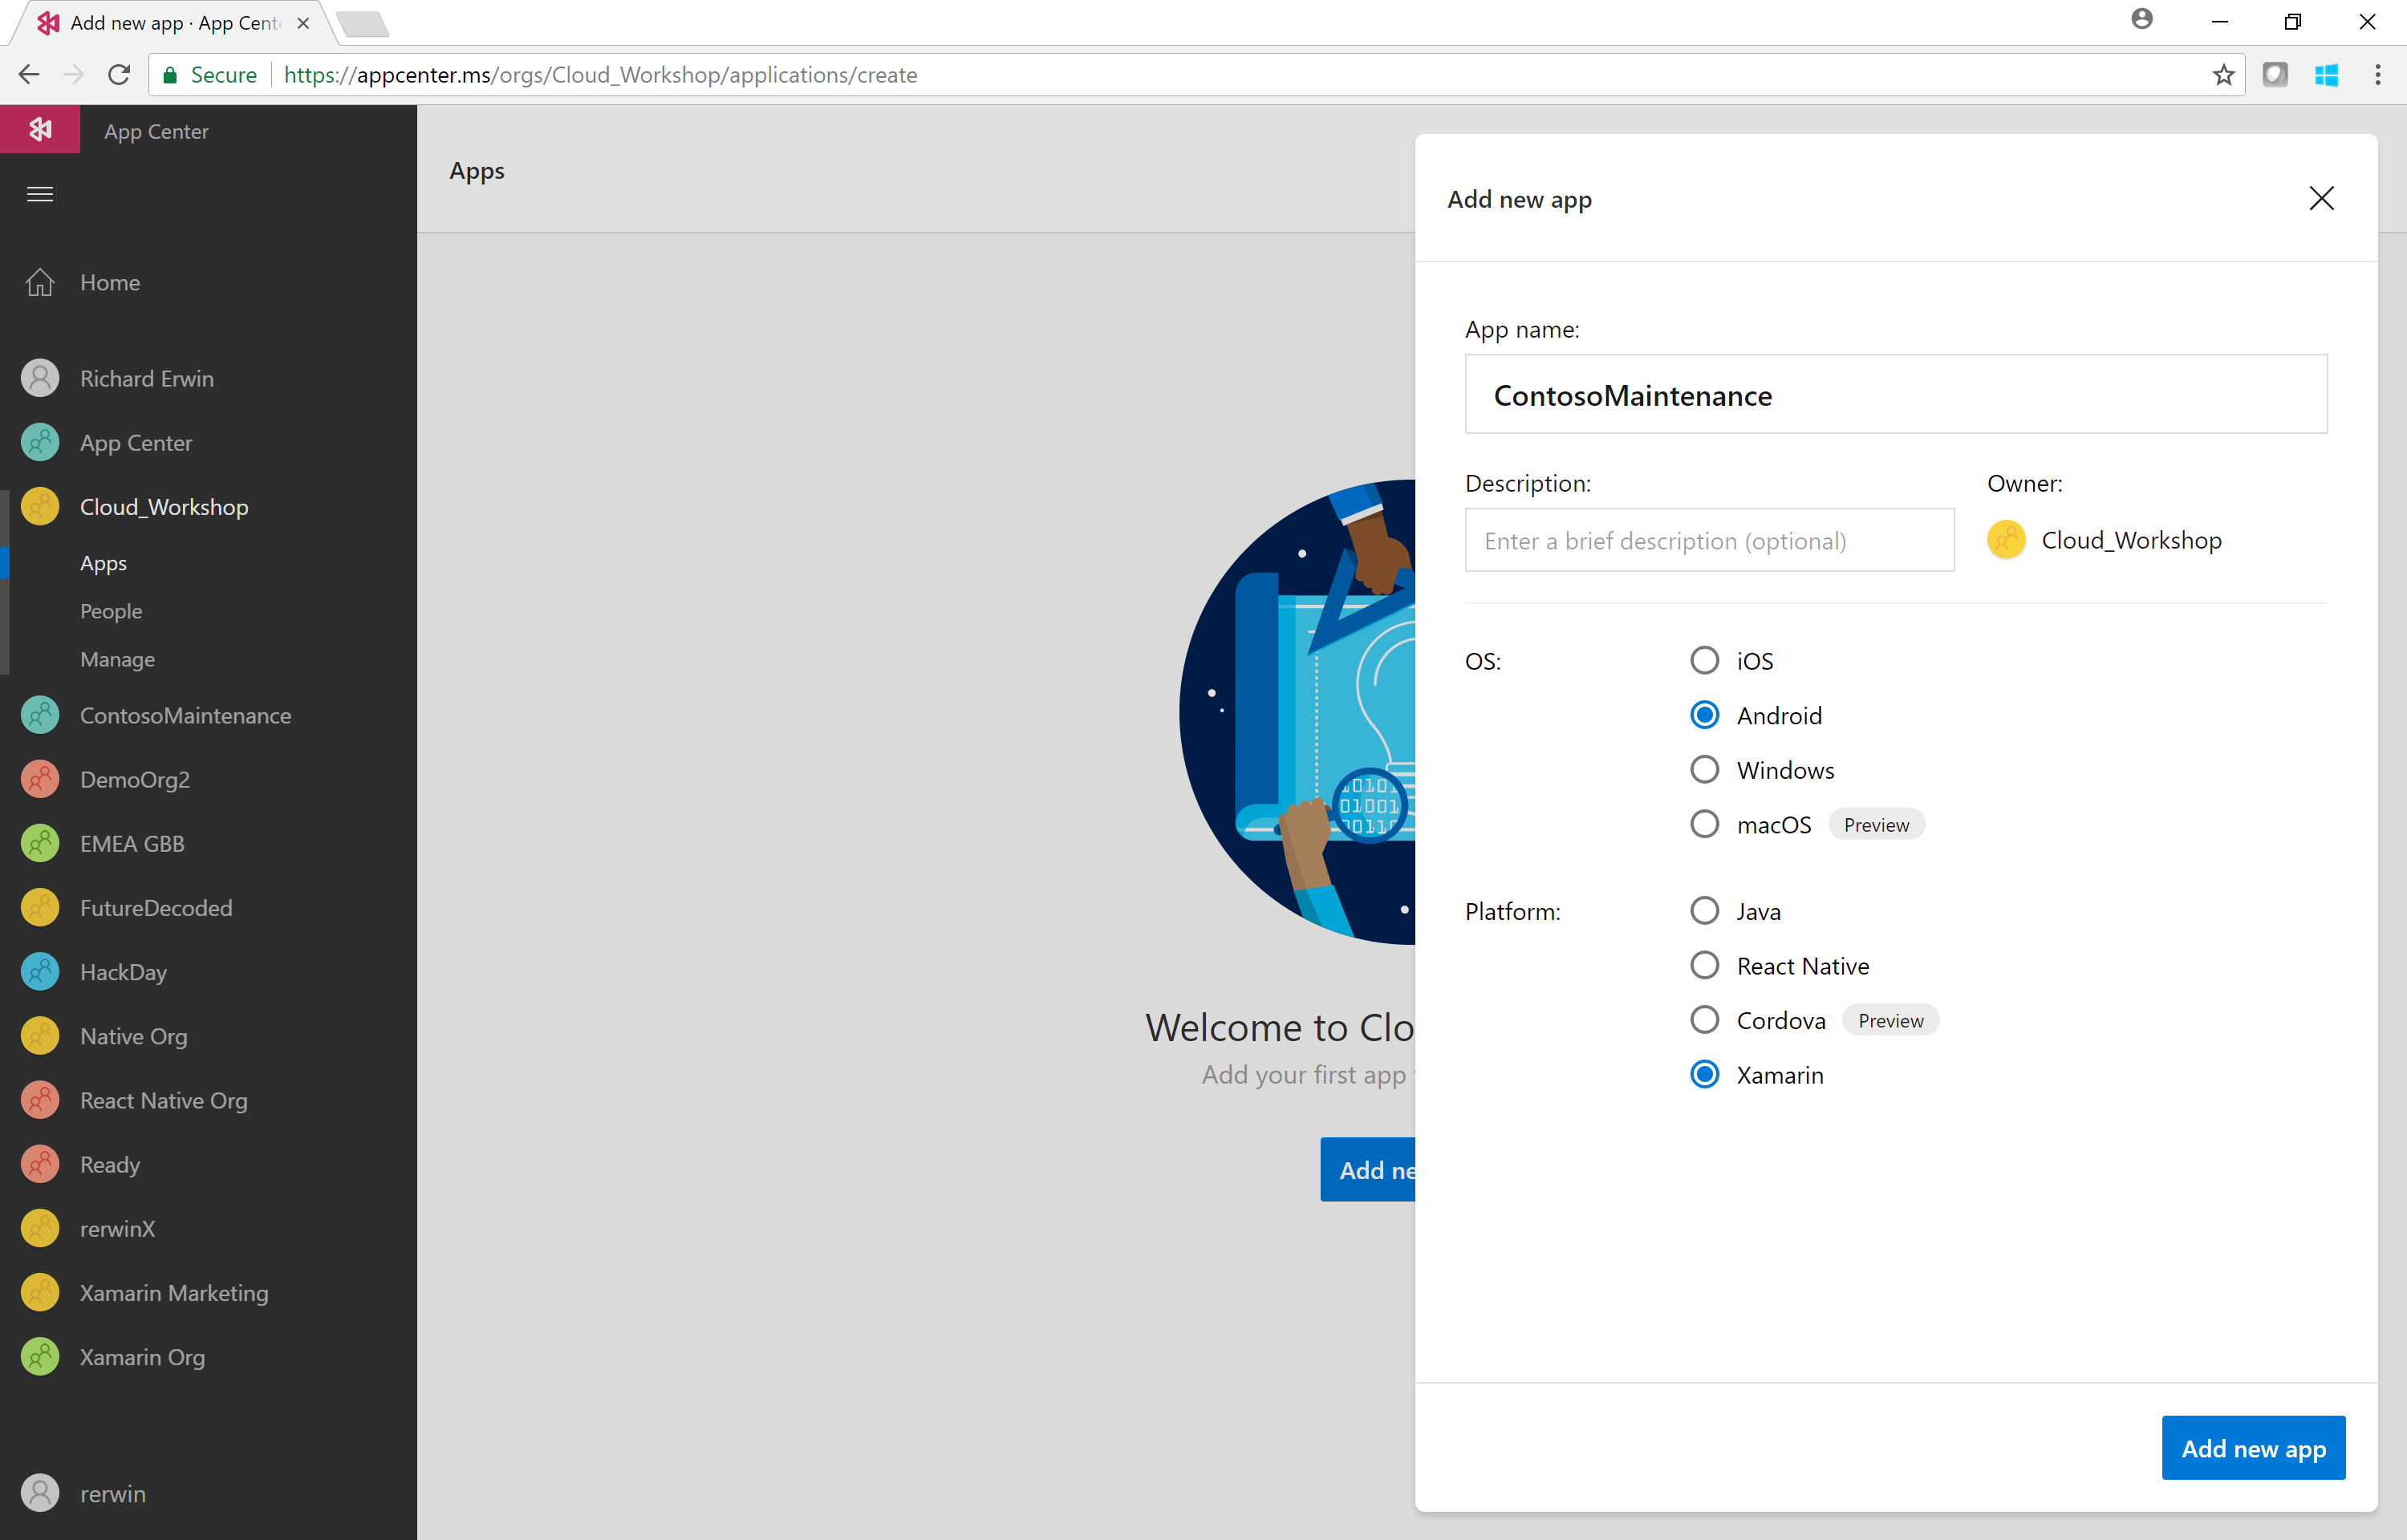 Add new app · App Cent
Secure
https://appcenter.ms/orgs/Cloud_Workshop/applications/create
App Center
Home
Richard Erwin
App Center
Cloud_Workshop
Apps
People
Manage
ContosoMaintenance
DemoOrg2
EMEA GBB
FutureDecoded
HackDay
Native Org
React Native Org
Ready
rerwinX
Xamarin Marketing
Xamarin Org
rerwin
Apps
01010
01001
00110
Welcome to Clo
Add your first app
Add ne
Add new app
App name:
ContosoMaintenance
Description:
Enter a brief description (optional)
Owner:
Cloud_Workshop
OS:
iOS
Android
Windows
macOS Preview
Platform:
Java
React Native
Cordova Preview
Xamarin
Add new app